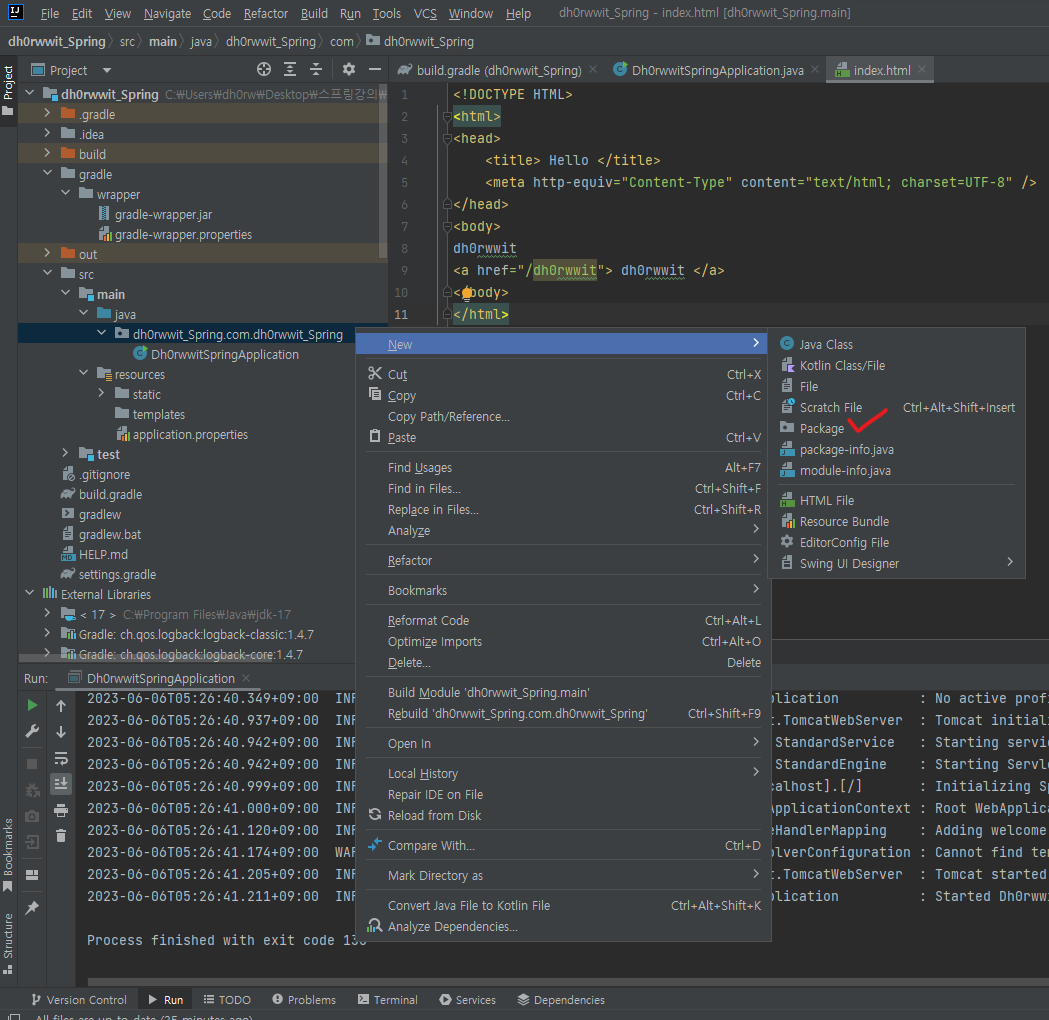 File Edit View Navigate Code Refactor Build Run Tools VCS Window Help dh0rwwit_Spring - index.html [dh0rwwit_Spring.main]
dh0rwwit_Spring src main java dh0rwwit_Spring com dh0rwwit_Spring
Project
Project
build.gradle (dh0rwwit_Spring)
Dh0rwwitSpringApplication.java
index.html
dh0rwwit_Spring C:₩Users₩dh0rw₩Desktop₩스프링강의₩
.gradle
.idea
build
gradle
wrapper
gradle-wrapper.jar
gradle-wrapper.properties
out
src
main
java
dh0rwwit_Spring.com.dh0rwwit_Spring
Dh0rwwitSpringApplication
resources
static
templates
application.properties
test
.gitignore
build.gradle
gradlew
gradlew.bat
HELP.md
settings.gradle
External Libraries
< 17 > C:₩Program Files₩Java₩jdk-17
Gradle: ch.qos.logback:logback-classic:1.4.7
Gradle: ch.qos.logback:logback-core:1.4.7
1 <!DOCTYPE HTML>
2 <html>
3 <head>
4 <title> Hello </title>
5 <meta http-equiv="Content-Type" content="text/html; charset=UTF-8" />
6 </head>
7 <body>
8 dh0rwwit
9 <a href="/dh0rwwit"> dh0rwwit </a>
10 </body>
11 </html>
New
Cut Ctrl+X
Copy Ctrl+C
Copy Path/Reference...
Paste Ctrl+V
Find Usages Alt+F7
Find in Files... Ctrl+Shift+F
Replace in Files... Ctrl+Shift+R
Analyze
Refactor
Bookmarks
Reformat Code Ctrl+Alt+L
Optimize Imports Ctrl+Alt+O
Delete... Delete
Build Module 'dh0rwwit_Spring.main'
Rebuild 'dh0rwwit_Spring.com.dh0rwwit_Spring' Ctrl+Shift+F9
Open In
Local History
Repair IDE on File
Reload from Disk
Compare With... Ctrl+D
Mark Directory as
Convert Java File to Kotlin File Ctrl+Alt+Shift+K
Analyze Dependencies...
Java Class
Kotlin Class/File
File
Scratch File Ctrl+Alt+Shift+Insert
Package
package-info.java
module-info.java
HTML File
Resource Bundle
EditorConfig File
Swing UI Designer
Run: Dh0rwwitSpringApplication
2023-06-06T05:26:40.349+09:00 INF plication : No active prof
2023-06-06T05:26:40.937+09:00 INF t.TomcatWebServer : Tomcat initial
2023-06-06T05:26:40.942+09:00 INF StandardService : Starting servic
2023-06-06T05:26:40.942+09:00 INF StandardEngine : Starting Servle
2023-06-06T05:26:40.999+09:00 INF calhost].[/] : Initializing Sp
2023-06-06T05:26:41.000+09:00 INF ApplicationContext : Root WebApplica
2023-06-06T05:26:41.120+09:00 INF eHandlerMapping : Adding welcome
2023-06-06T05:26:41.174+09:00 WAR olverConfiguration : Cannot find tem
2023-06-06T05:26:41.205+09:00 INF t.TomcatWebServer : Tomcat started
2023-06-06T05:26:41.211+09:00 INF plication : Started Dh0rww
Process finished with exit code 130
Bookmarks
Structure
Version Control Run TODO Problems Terminal Services Dependencies
All files are up-to-date (35 minutes ago)